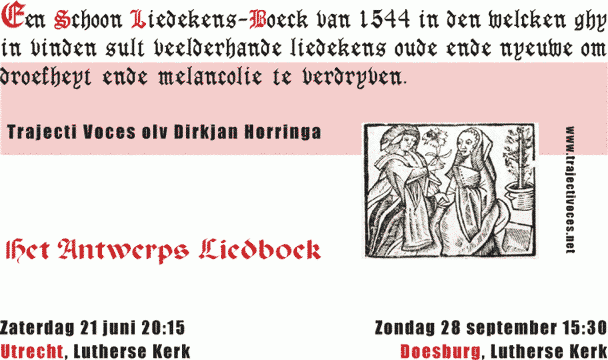 Een Schoon Liedekens-Boeck van 1544 in den welcken ghy
in vinden sult veelderhande liedekens oude ende nyeuwe om
droefheyt ende melancolie te verdryven.
Trajecti Voces olv Dirkjan Horringa
www.trajectivoces.net
Het Antwerps Liedboek
Zaterdag 21 juni 20:15
Utrecht, Lutherse Kerk
Zondag 28 september 15:30
Doesburg, Lutherse Kerk